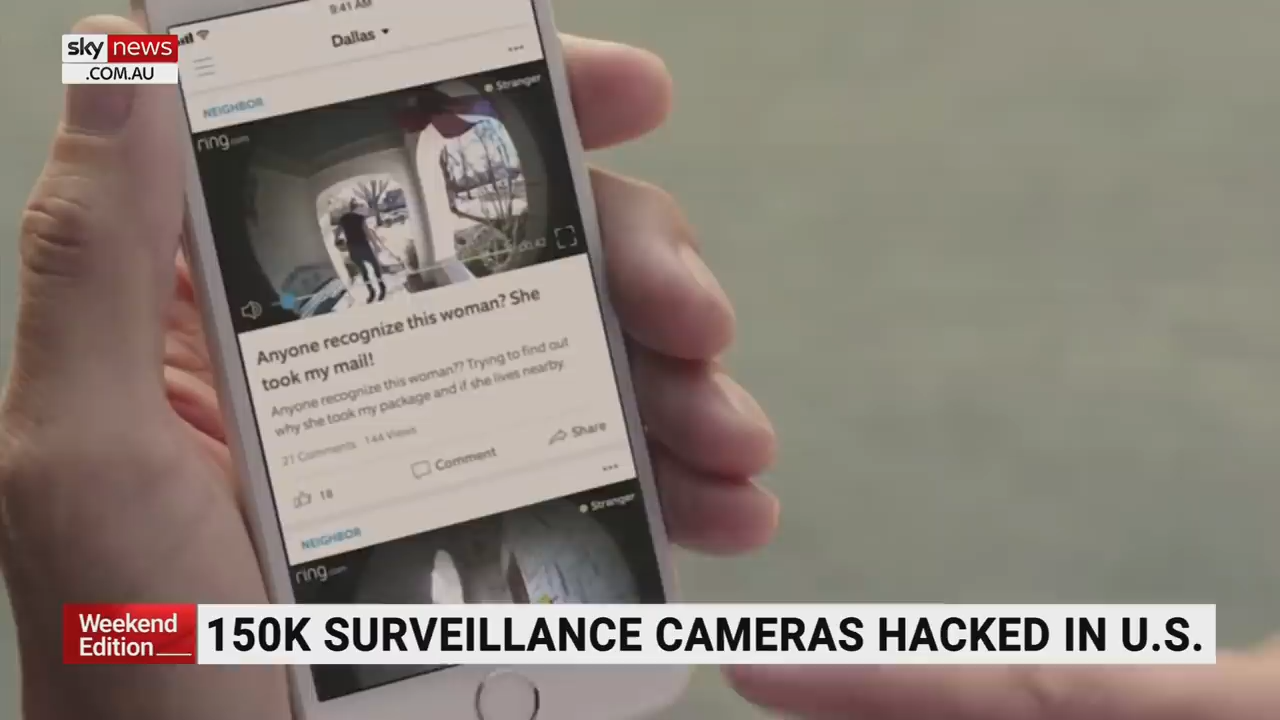 9:41 AM
sky news
.COM.AU
Dallas
NEIGHBOR
Stranger
ring.com
00:42
Anyone recognize this woman? She
took my mail!
Anyone recognize this woman?? Trying to find out
why she took my package and if she lives nearby.
21 Comments 144 Views
18
Comment
Share
NEIGHBOR
Stranger
ring.com
Weekend
Edition
150K SURVEILLANCE CAMERAS HACKED IN U.S.